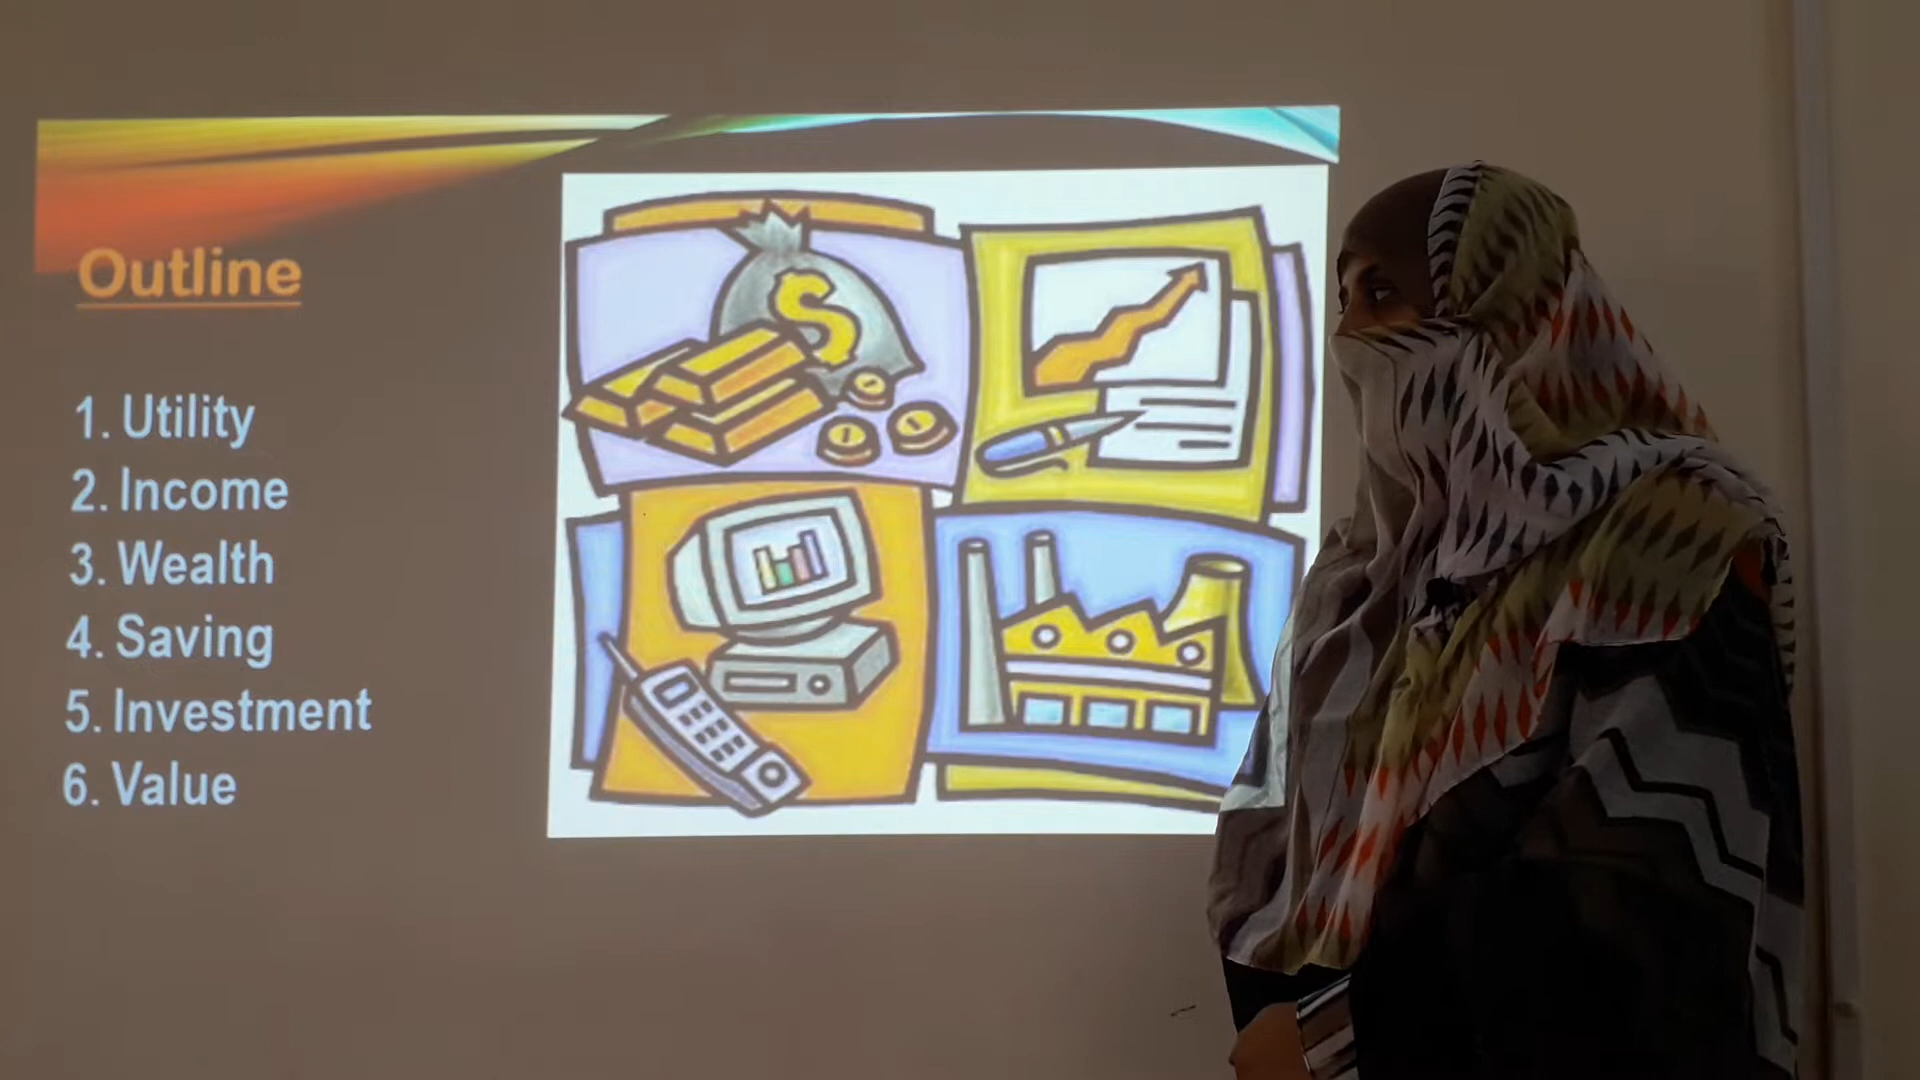 Outline
1. Utility
2. Income
3. Wealth
4. Saving
5. Investment
6. Value
$